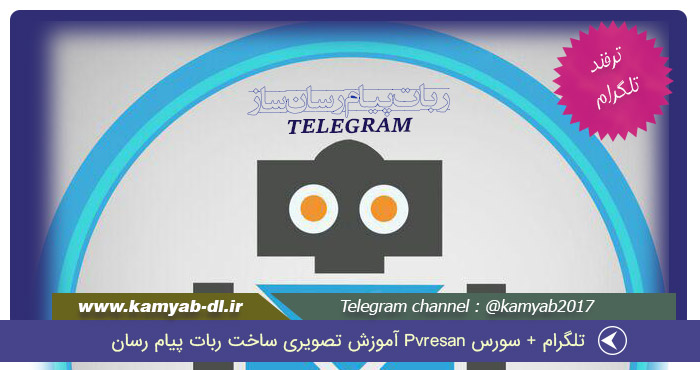 ترفند
تلگرام
ربات پیام رسان ساز
TELEGRAM
www.kamyab-dl.ir
Telegram channel : @kamyab2017
تلگرام + سورس Pvresan آموزش تصویری ساخت ربات پیام رسان